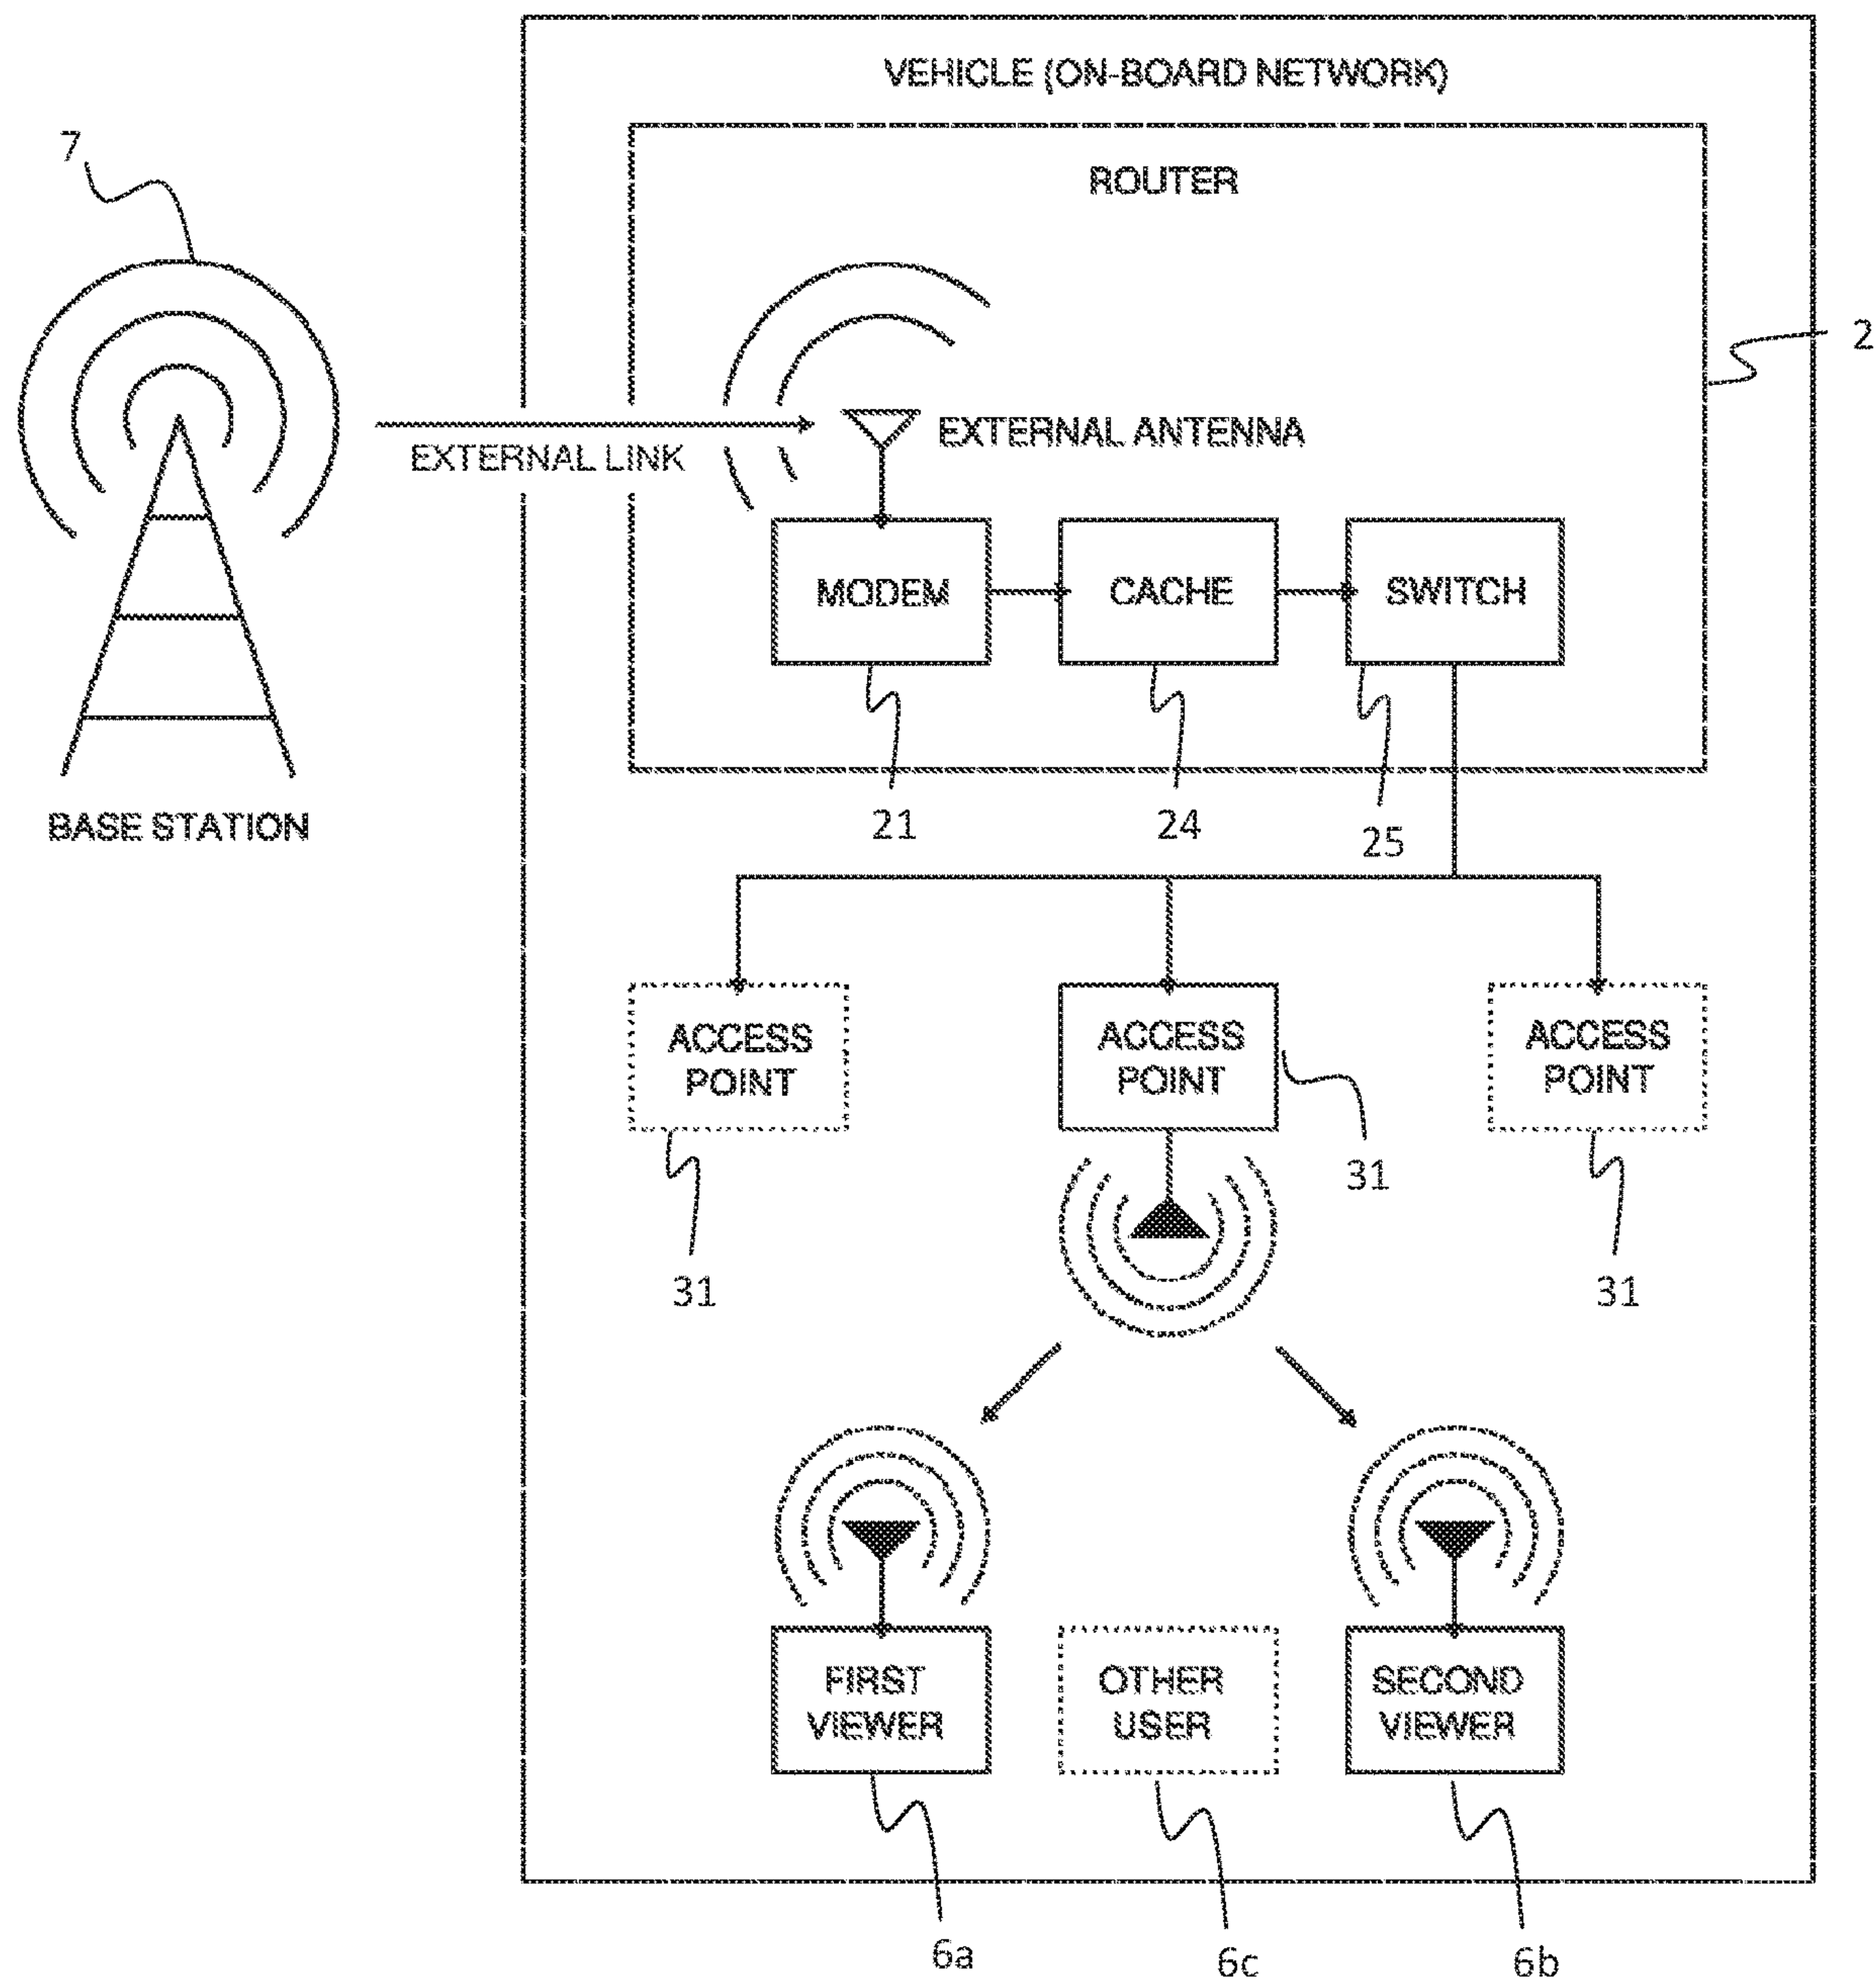 VEHICLE (ON-BOARD NETWORK)
7
ROUTER
2
EXTERNAL ANTENNA
EXTERNAL LINK
MODEM
CACHE
SWITCH
21
24
25
BASE STATION
ACCESS
POINT
ACCESS
POINT
ACCESS
POINT
31
31
31
FIRST
VIEWER
OTHER
USER
SECOND
VIEWER
6a
6c
6b